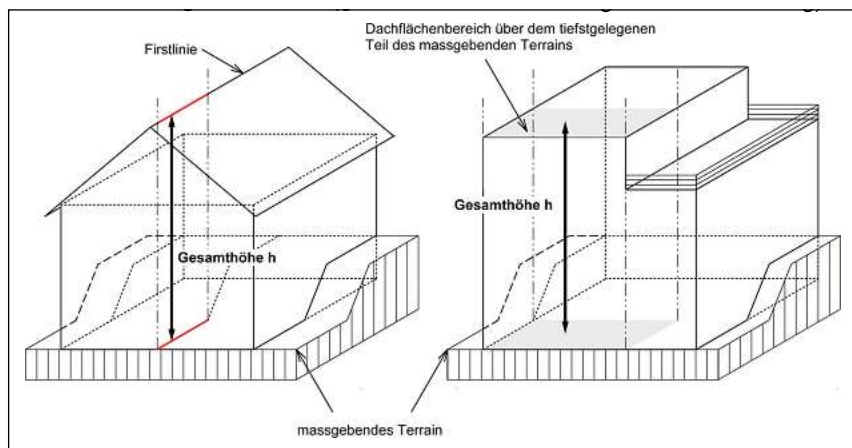 Firstlinie
Dachflächenbereich über dem tiefstgelegenen
Teil des massgebenden Terrains
Gesamthöhe h
Gesamthöhe h
massgebendes Terrain